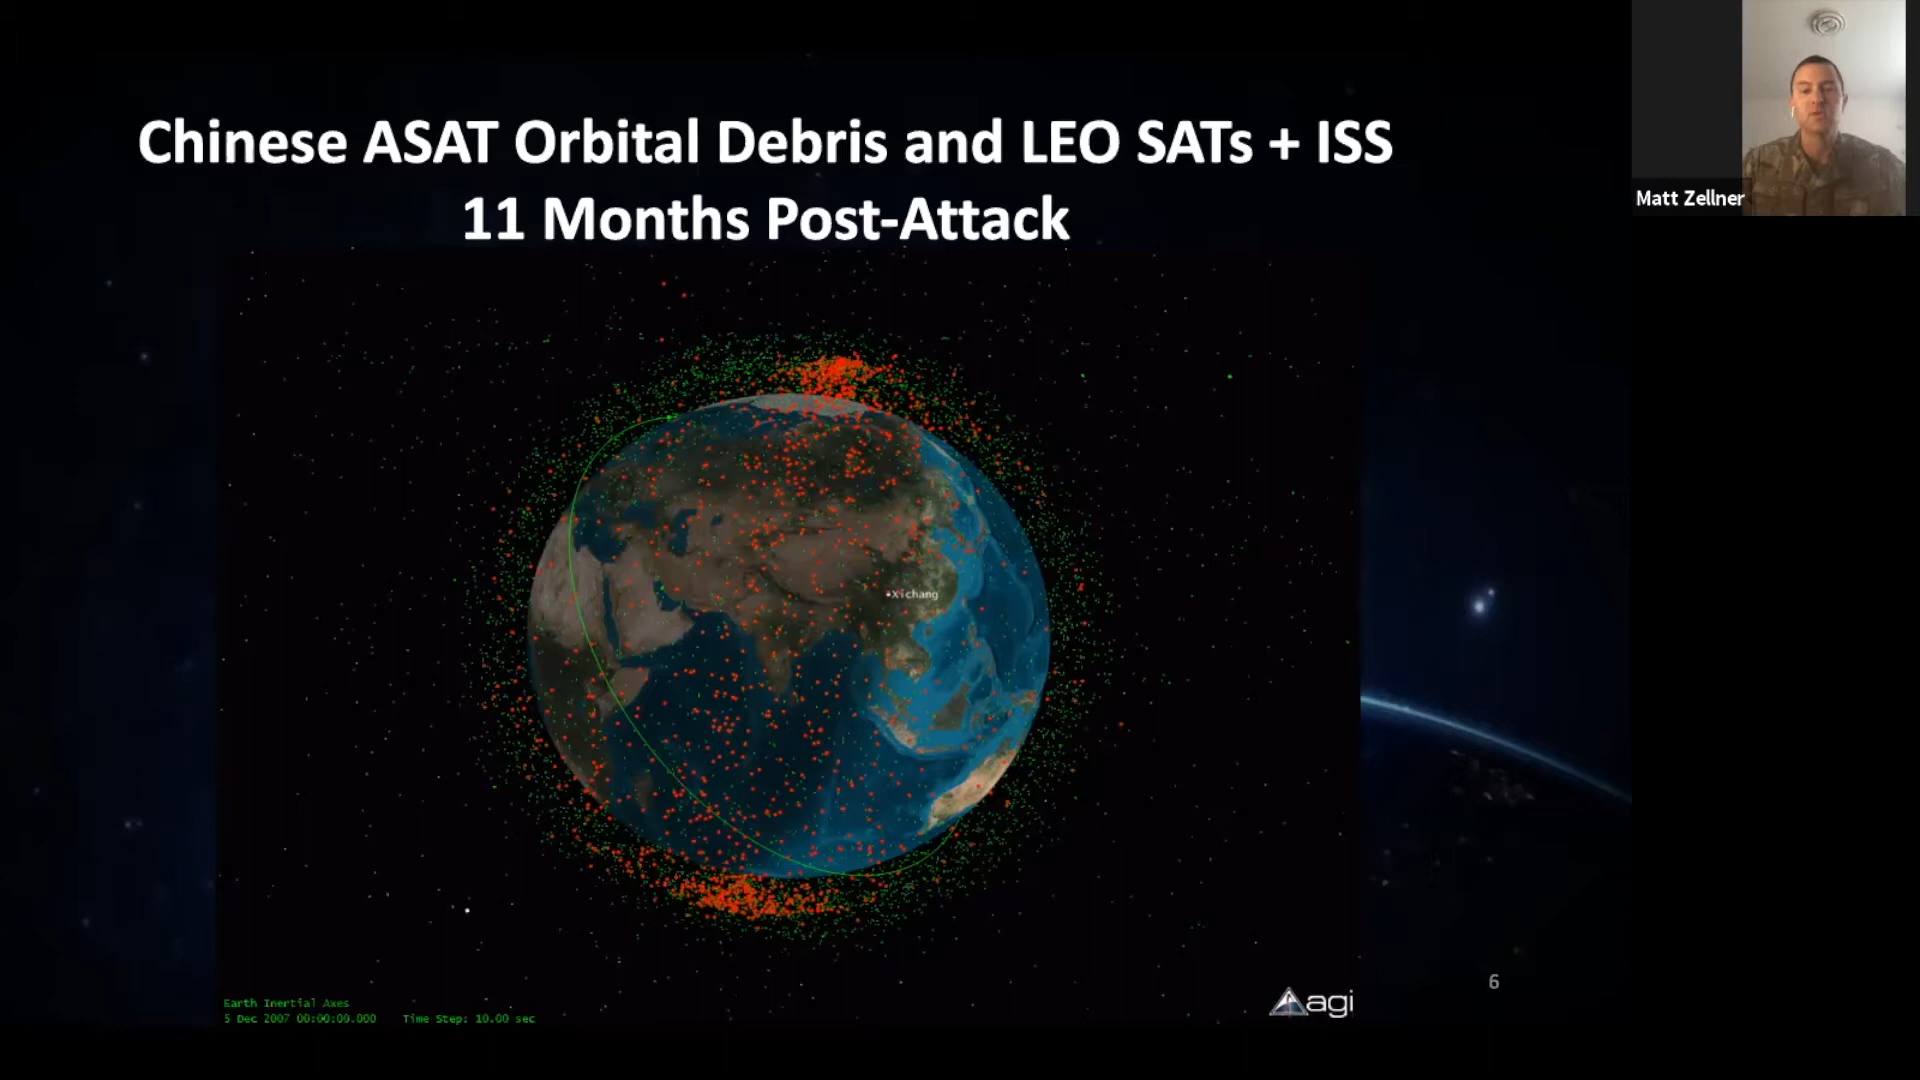 Chinese ASAT Orbital Debris and LEO SATs + ISS
11 Months Post-Attack
Matt Zellner
Xichang
Earth Inertial Axes
5 Dec 2007 00:00:00.000 Time Step: 10.00 sec
agi
6